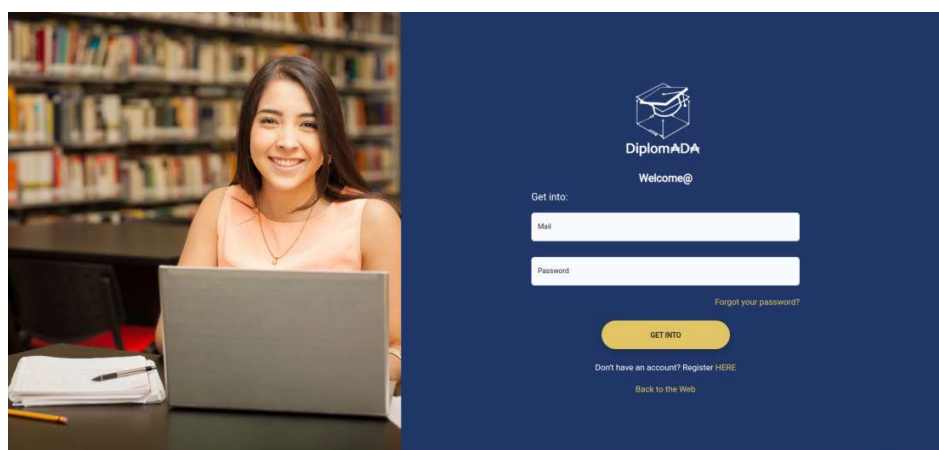 Diplom₳D₳
Welcome@
Get into:
Mail
Password
Forgot your password?
GET INTO
Don't have an account? Register HERE
Back to the Web